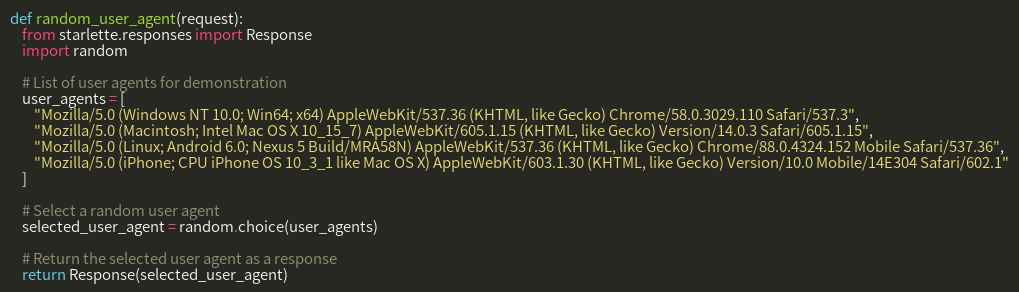 def random_user_agent(request):
from starlette.responses import Response
import random
# List of user agents for demonstration
user_agents = [
"Mozilla/5.0 (Windows NT 10.0; Win64; x64) AppleWebKit/537.36 (KHTML, like Gecko) Chrome/58.0.3029.110 Safari/537.3",
"Mozilla/5.0 (Macintosh; Intel Mac OS X 10_15_7) AppleWebKit/605.1.15 (KHTML, like Gecko) Version/14.0.3 Safari/605.1.15",
"Mozilla/5.0 (Linux; Android 6.0; Nexus 5 Build/MRA58N) AppleWebKit/537.36 (KHTML, like Gecko) Chrome/88.0.4324.152 Mobile Safari/537.36",
"Mozilla/5.0 (iPhone; CPU iPhone OS 10_3_1 like Mac OS X) AppleWebKit/603.1.30 (KHTML, like Gecko) Version/10.0 Mobile/14E304 Safari/602.1"
]
# Select a random user agent
selected_user_agent = random.choice(user_agents)
# Return the selected user agent as a response
return Response(selected_user_agent)